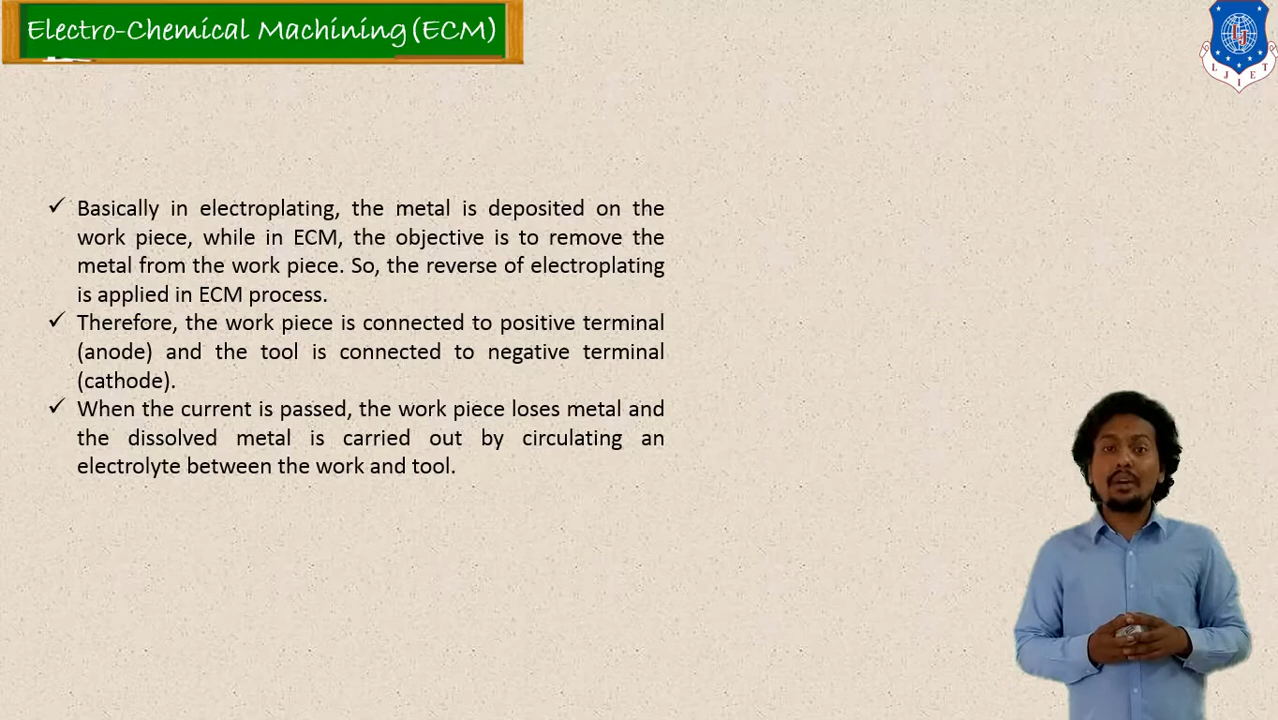 Electro-Chemical Machining (ECM)
LJIET
✓ Basically in electroplating, the metal is deposited on the
work piece, while in ECM, the objective is to remove the
metal from the work piece. So, the reverse of electroplating
is applied in ECM process.
✓ Therefore, the work piece is connected to positive terminal
(anode) and the tool is connected to negative terminal
(cathode).
✓ When the current is passed, the work piece loses metal and
the dissolved metal is carried out by circulating an
electrolyte between the work and tool.